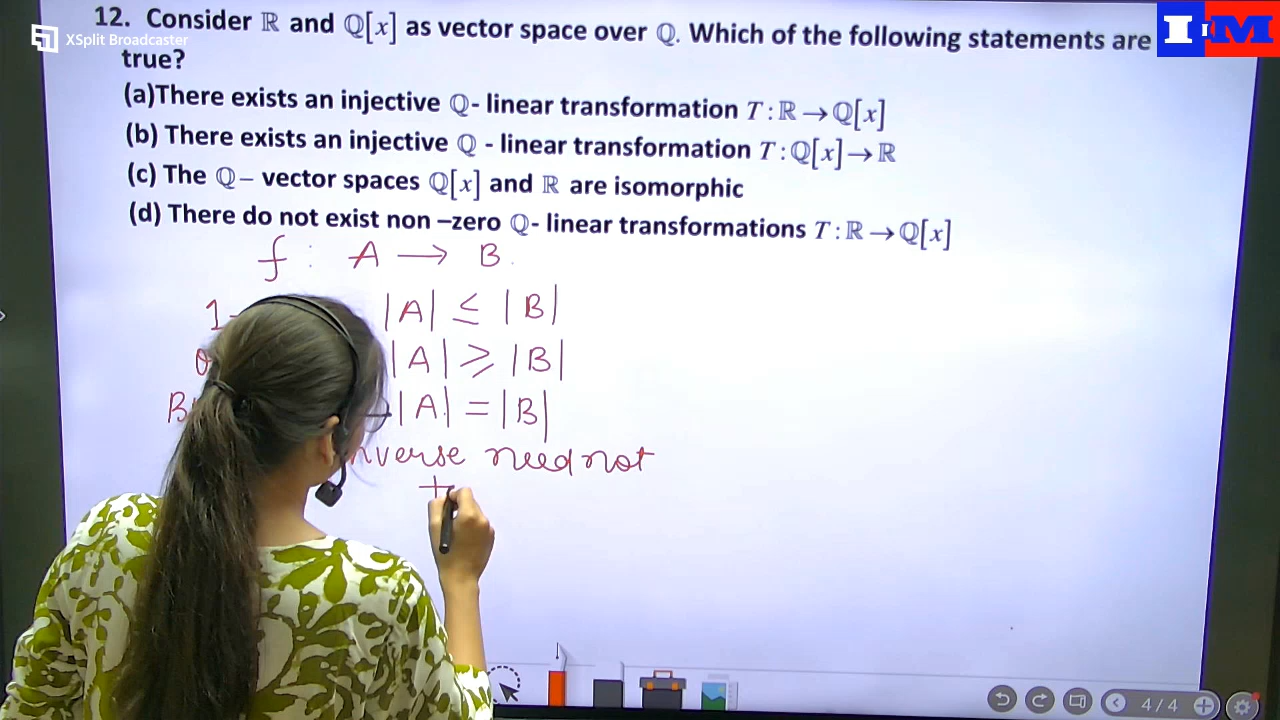 XSplit Broadcaster
12. Consider ℝ and ℚ[x] as vector space over ℚ. Which of the following statements are
true?
(a)There exists an injective ℚ- linear transformation T : ℝ → ℚ[x]
(b) There exists an injective ℚ - linear transformation T : ℚ[x] → ℝ
(c) The ℚ – vector spaces ℚ[x] and ℝ are isomorphic
(d) There do not exist non –zero ℚ- linear transformations T : ℝ → ℚ[x]
f : A → B
|A| ≤ |B|
|A| ≥ |B|
|A| = |B|
need not
4 / 4